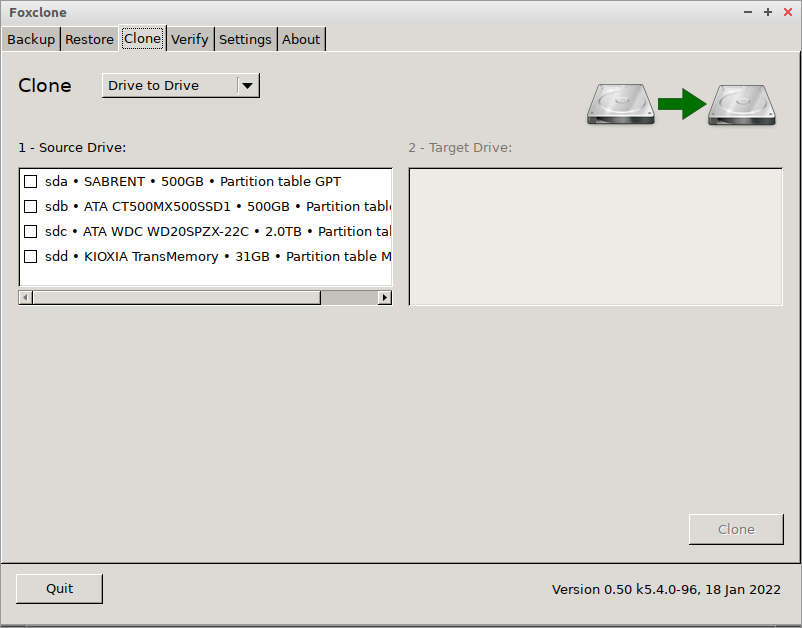 Foxclone
Backup Restore Clone Verify Settings About
Clone Drive to Drive
1 - Source Drive: 2 - Target Drive:
sda • SABRENT • 500GB • Partition table GPT
sdb • ATA CT500MX500SSD1 • 500GB • Partition tabl
sdc • ATA WDC WD20SPZX-22C • 2.0TB • Partition ta
sdd • KIOXIA TransMemory • 31GB • Partition table M
Clone
Quit Version 0.50 k5.4.0-96, 18 Jan 2022